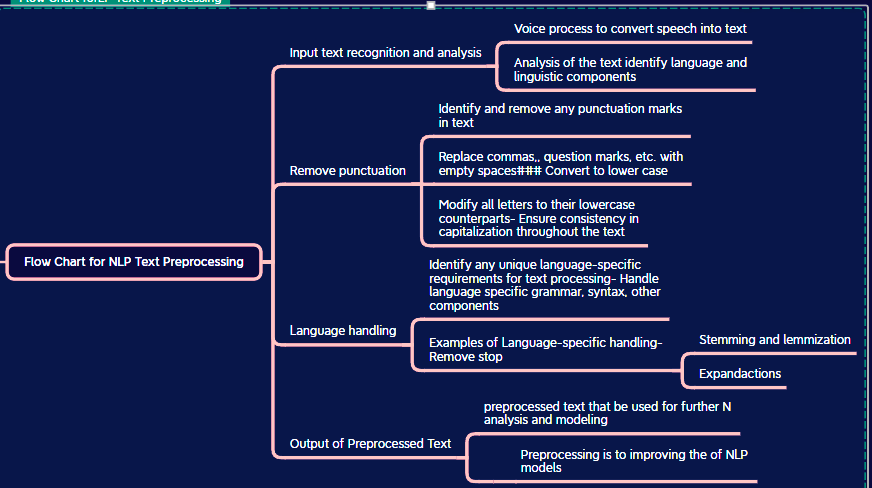 Flow Chart for NLP Text Preprocessing
Voice process to convert speech into text
Input text recognition and analysis
Analysis of the text identify language and
linguistic components
Identify and remove any punctuation marks
in text
Remove punctuation
Replace commas,, question marks, etc. with
empty spaces### Convert to lower case
Modify all letters to their lowercase
counterparts- Ensure consistency in
capitalization throughout the text
Flow Chart for NLP Text Preprocessing
Identify any unique language-specific
requirements for text processing- Handle
language specific grammar, syntax, other
components
Language handling
Examples of Language-specific handling-
Remove stop
Stemming and lemmization
Expandactions
preprocessed text that be used for further N
analysis and modeling
Output of Preprocessed Text
Preprocessing is to improving the of NLP
models